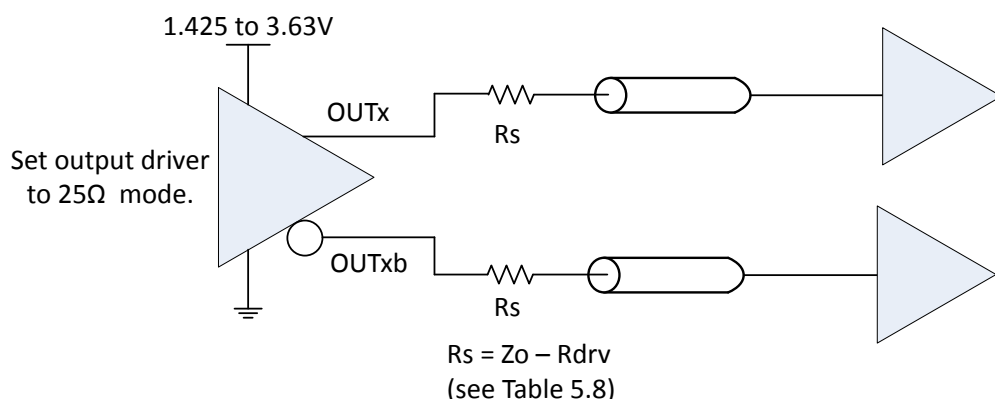 1.425 to 3.63V
OUTx
Rs
Set output driver
to 25Ω mode.
OUTxb
Rs
Rs = Zo – Rdrv
(see Table 5.8)